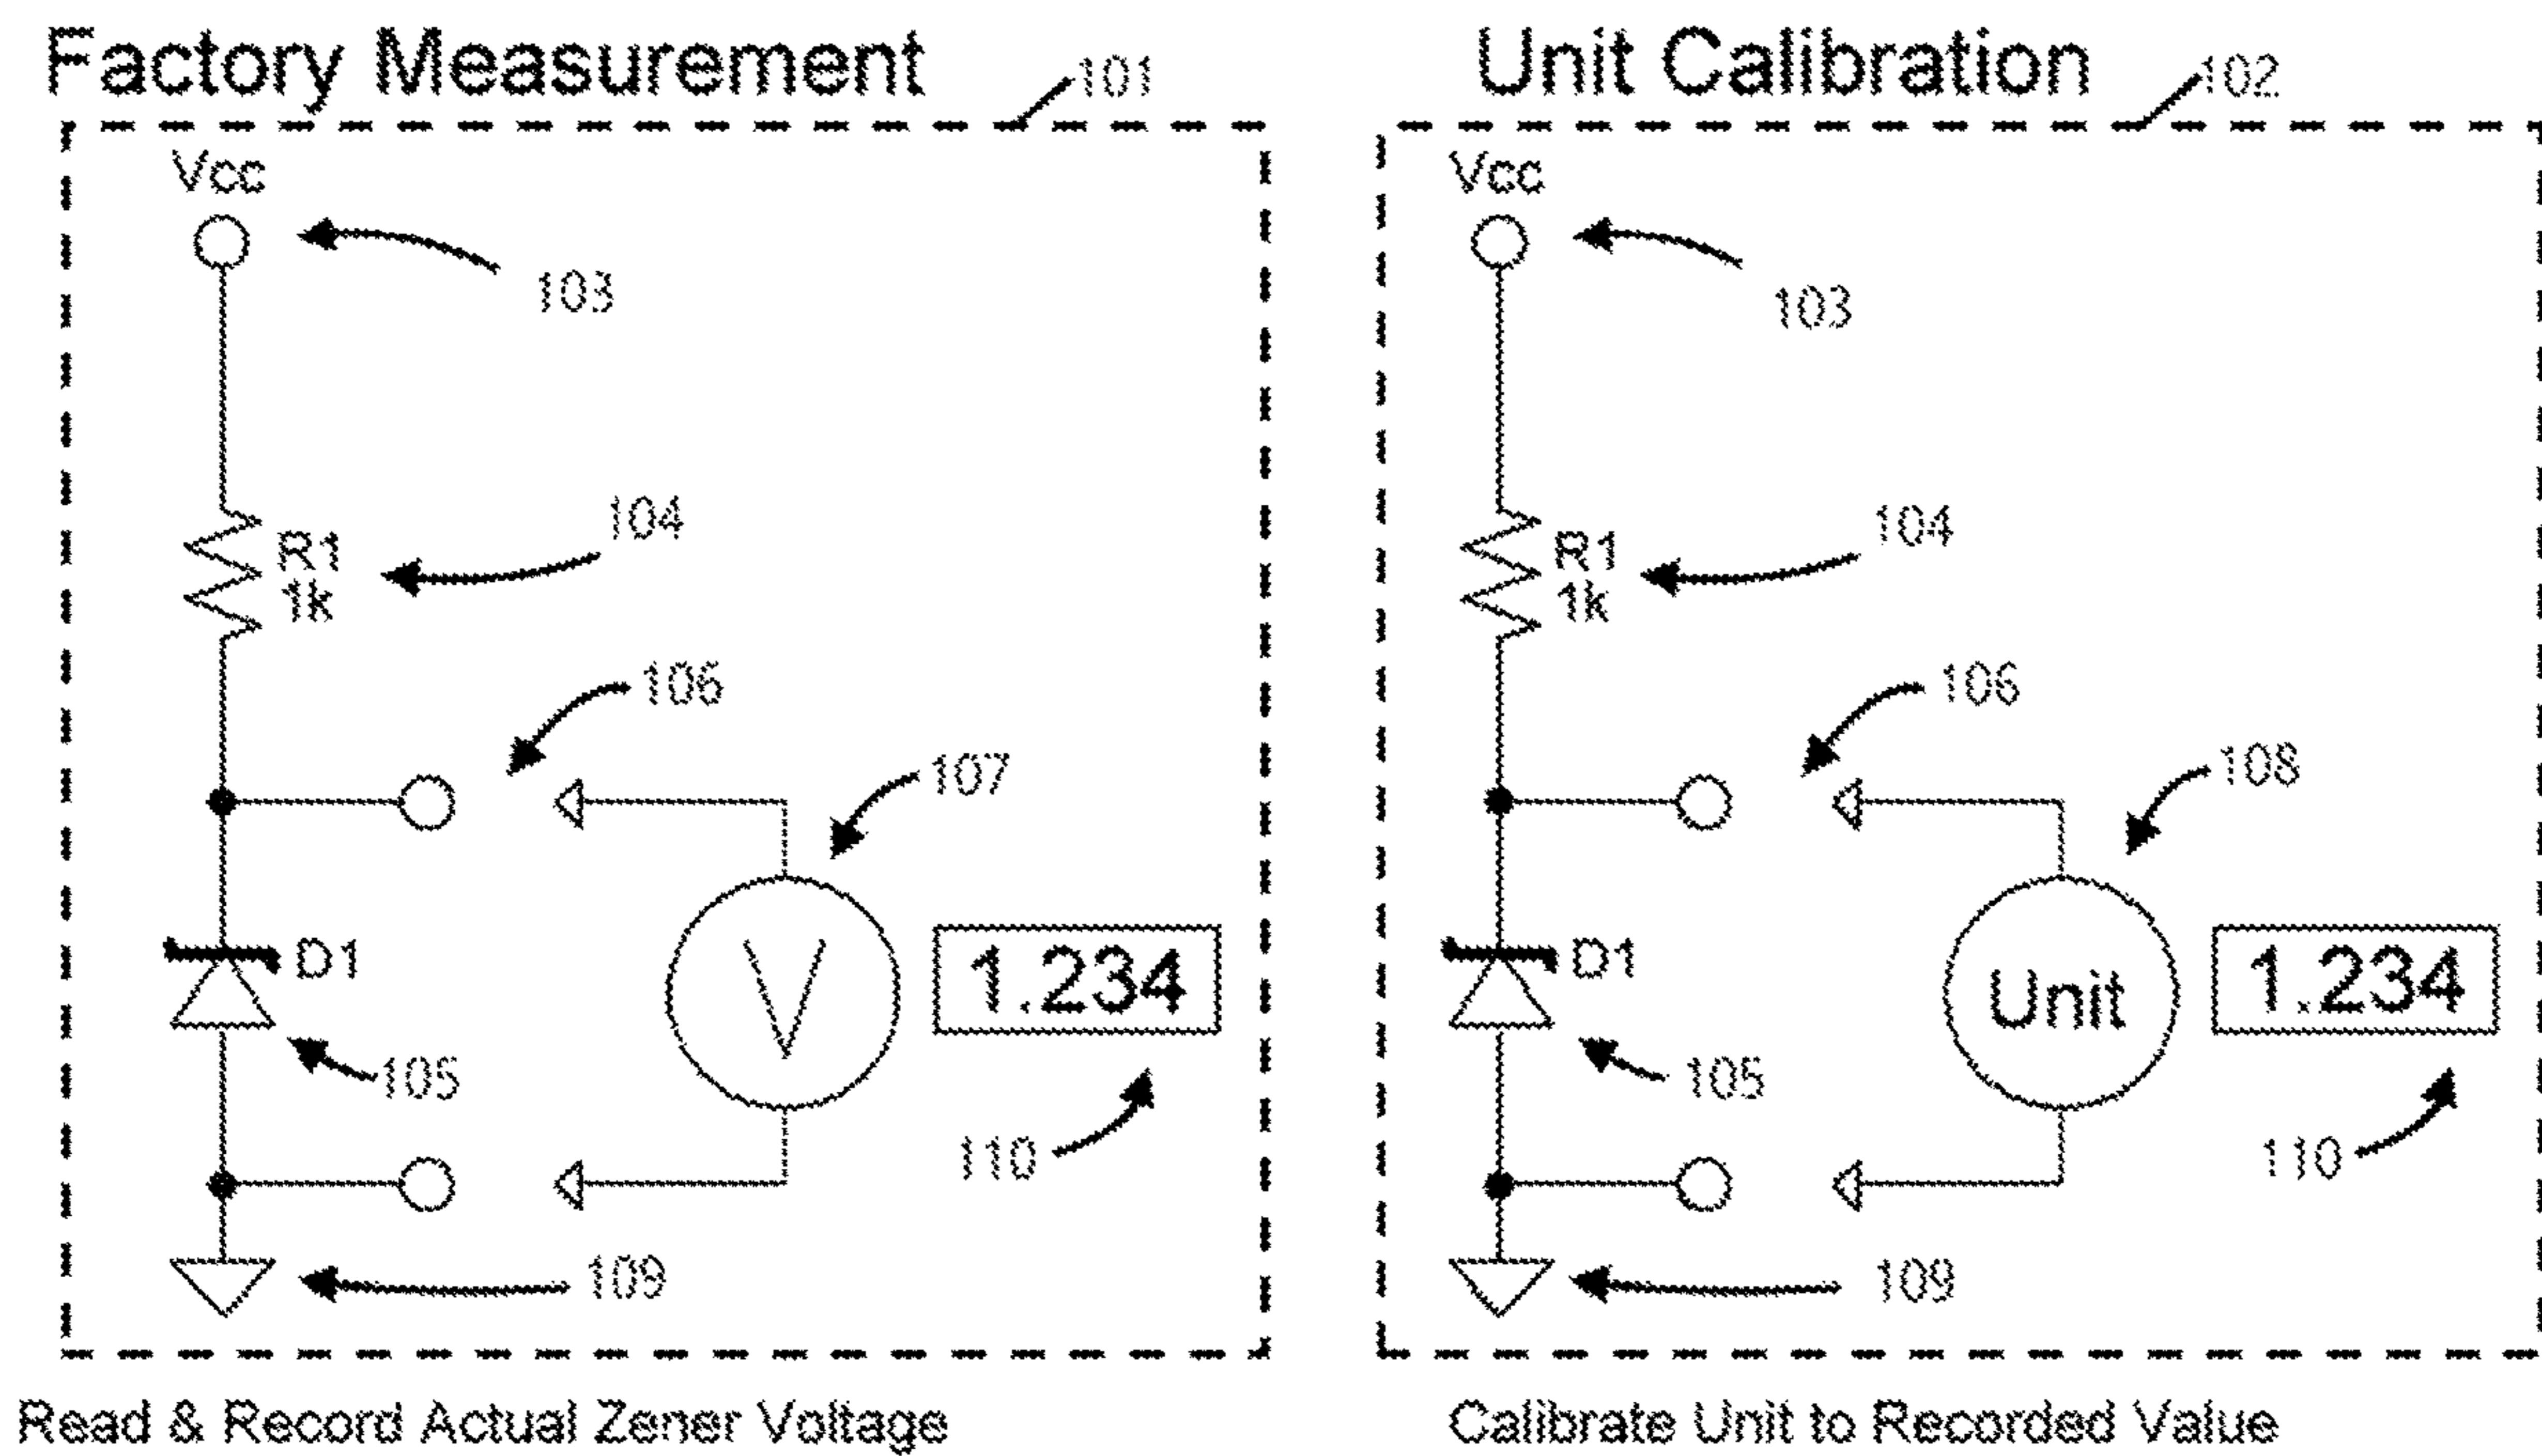 Factory Measurement
101
Vcc
103
104
R1
1k
106
107
D1
V
1.234
105
110
109
Read & Record Actual Zener Voltage
Unit Calibration
102
Vcc
103
104
R1
1k
106
108
D1
Unit
1.234
105
110
109
Calibrate Unit to Recorded Value